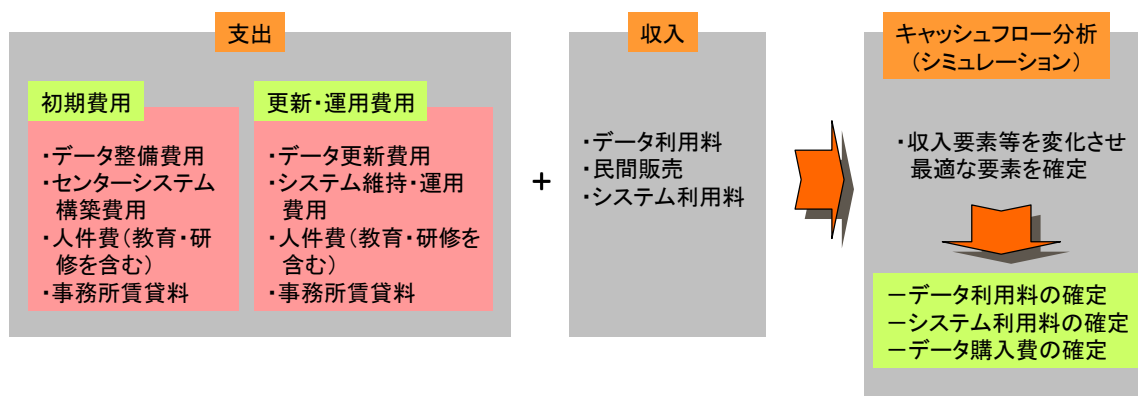 支出
初期費用
・データ整備費用
・センターシステム
構築費用
・人件費（教育・研
修を含む）
・事務所賃貸料
更新・運用費用
・データ更新費用
・システム維持・運用
費用
・人件費（教育・研修を
含む）
・事務所賃貸料
+
収入
・データ利用料
・民間販売
・システム利用料
キャッシュフロー分析
（シミュレーション）
・収入要素等を変化させ
最適な要素を確定
－データ利用料の確定
－システム利用料の確定
－データ購入費の確定